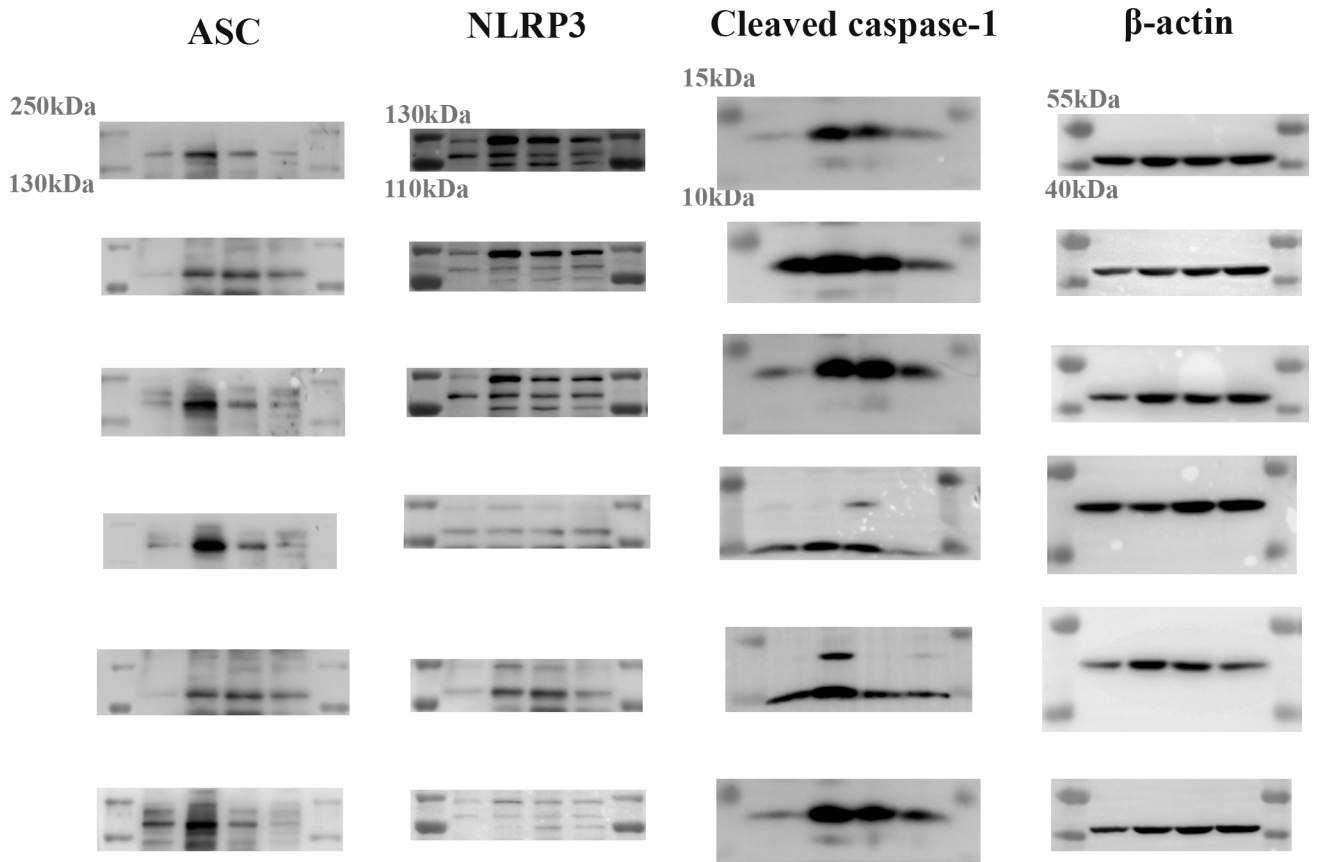 ASC NLRP3 Cleaved caspase-1 β-actin
15kDa
250kDa 130kDa 55kDa
130kDa 110kDa 10kDa 40kDa